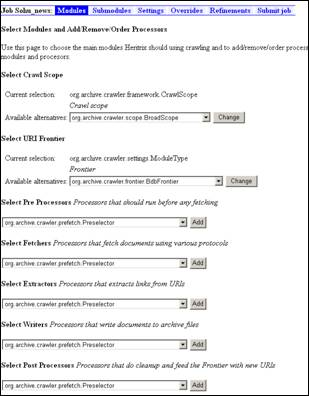 Job Sohu_news: Modules Submodules Settings Overrides Refinements Submit job
Select Modules and Add/Remove/Order Processors
Use this page to choose the main modules Heritrix should using crawling and to add/remove/order process
modules and processors.
Select Crawl Scope
Current selection: org.archive.crawler.framework.CrawlScope
Crawl scope
Available alternatives: org.archive.crawler.scope.BroadScope Change
Select URI Frontier
Current selection: org.archive.crawler.settings.ModuleType
Frontier
Available alternatives: org.archive.crawler.frontier.BdbFrontier Change
Select Pre Processors Processors that should run before any fetching
org.archive.crawler.prefetch.Preselector Add
Select Fetchers Processors that fetch documents using various protocols
org.archive.crawler.prefetch.Preselector Add
Select Extractors Processors that extracts links from URIs
org.archive.crawler.prefetch.Preselector Add
Select Writers Processors that write documents to archive files
org.archive.crawler.prefetch.Preselector Add
Select Post Processors Processors that do cleanup and feed the Frontier with new URIs
org.archive.crawler.prefetch.Preselector Add